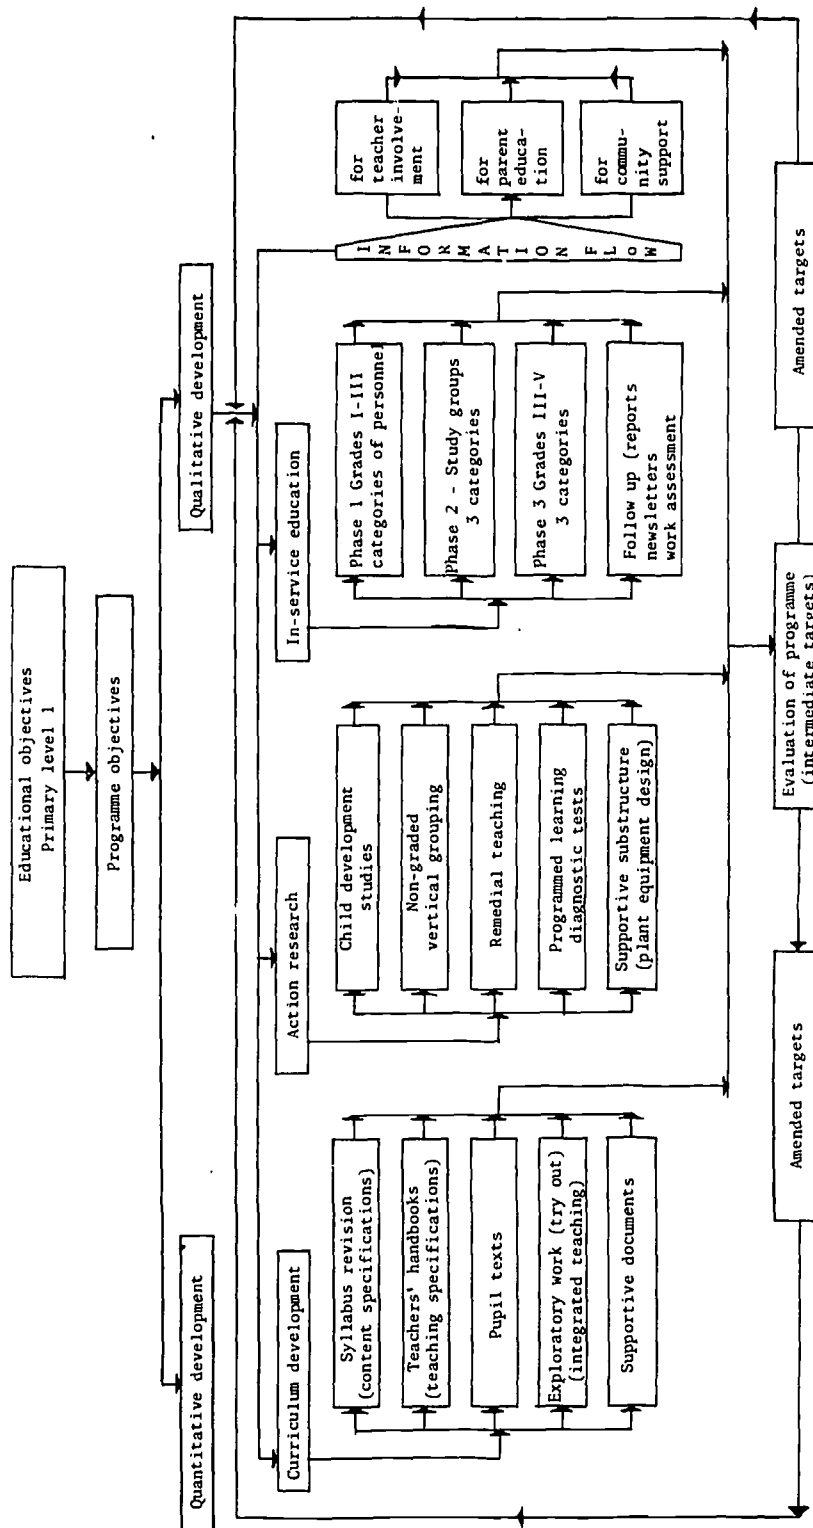 Educational objectives
Primary level 1
Programme objectives
Quantitative development
Qualitative development
Curriculum development
Action research
In-service education
Syllabus revision
(content specifications)
Teachers' handbooks
(teaching specifications)
Pupil texts
Exploratory work (try out)
(integrated teaching)
Supportive documents
Child development
studies
Non-graded
vertical grouping
Remedial teaching
Programmed learning
diagnostic tests
Supportive substructure
(plant equipment design)
Phase 1 Grades I-III
categories of personnel
Phase 2 - Study groups
3 categories
Phase 3 Grades III-V
3 categories
Follow up (reports
newsletters
work assessment
INFORMATION FLoW
for
teacher
involve-
ment
for
parent
educa-
tion
for
commu-
nity
support
Amended targets
Evaluation of programme
(intermediate targets)
Amended targets